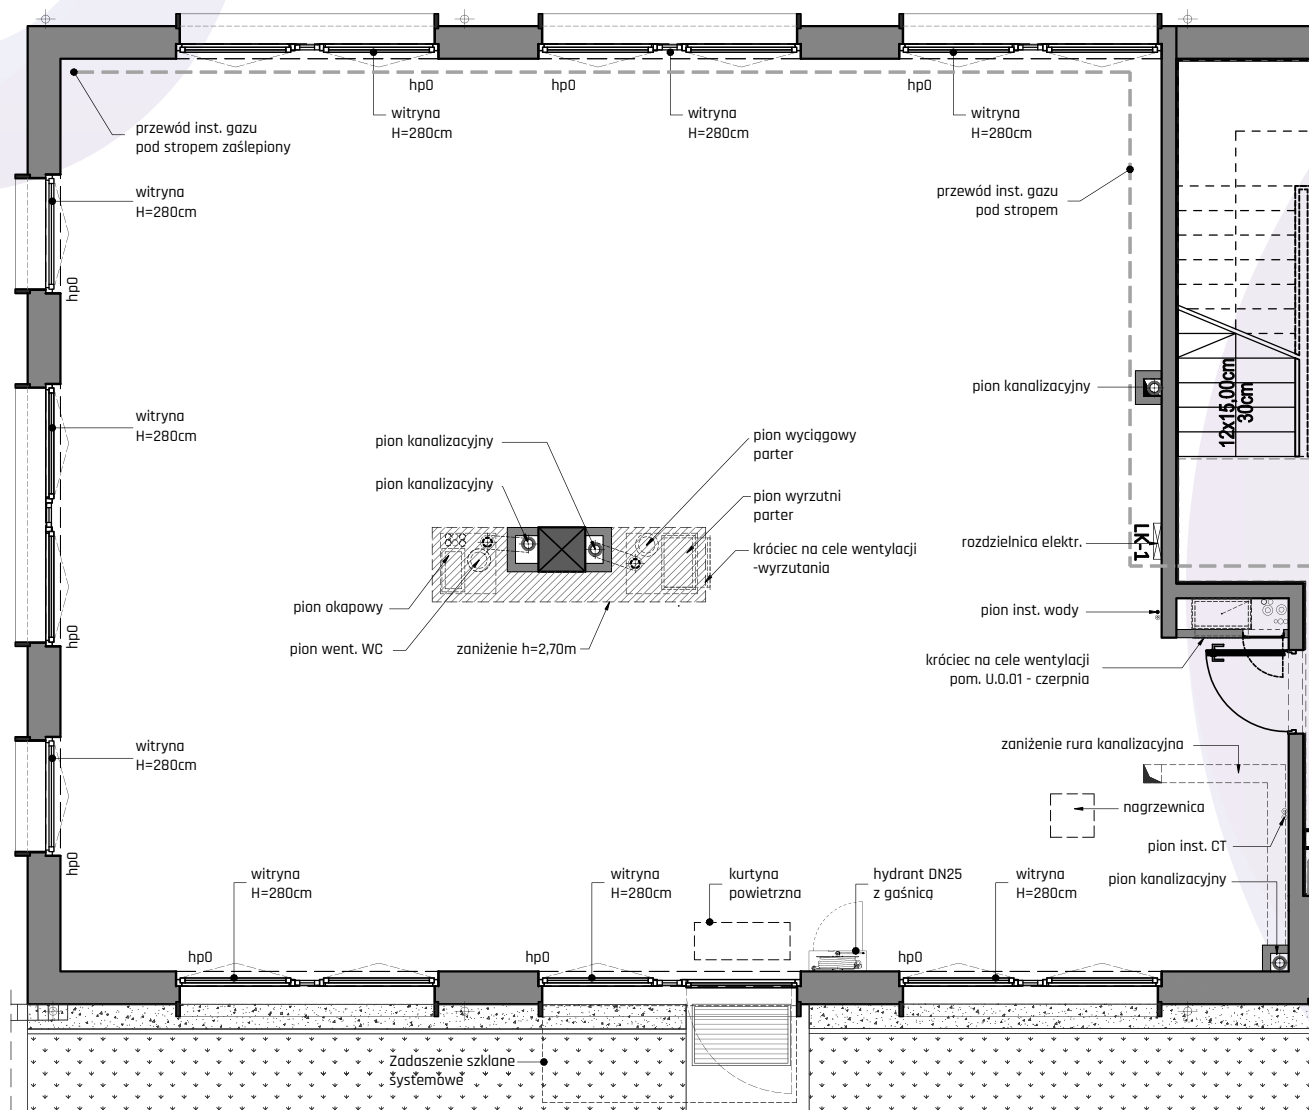 hp0
hp0
hp0
witryna
H=280cm
witryna
H=280cm
witryna
H=280cm
przewód inst. gazu
pod stropem zaślepiony
witryna
H=280cm
przewód inst. gazu
pod stropem
hp0
pion kanalizacyjny
12x15,00cm
30cm
witryna
H=280cm
pion kanalizacyjny
pion wyciągowy
parter
pion kanalizacyjny
pion wyrzutni
parter
króciec na cele wentylacji
-wyrzutania
rozdzielnica elektr.
LK-1
pion okapowy
pion inst. wody
hp0
pion went. WC
zaniżenie h=2,70m
króciec na cele wentylacji
pom. U.0.01 - czerpnia
witryna
H=280cm
zaniżenie rura kanalizacyjna
nagrzewnica
pion inst. CT
hp0
witryna
H=280cm
witryna
H=280cm
kurtyna
powietrzna
hydrant DN25
z gaśnicą
witryna
H=280cm
pion kanalizacyjny
hp0
hp0
hp0
Zadaszenie szklane
systemowe